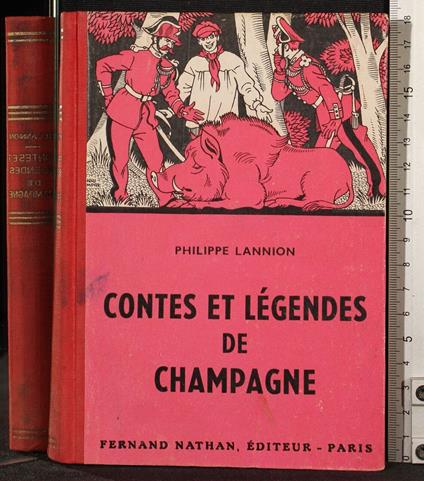 PHILIPPE LANNION
CONTES ET LÉGENDES
DE
CHAMPAGNE
FERNAND NATHAN, ÉDITEUR - PARIS